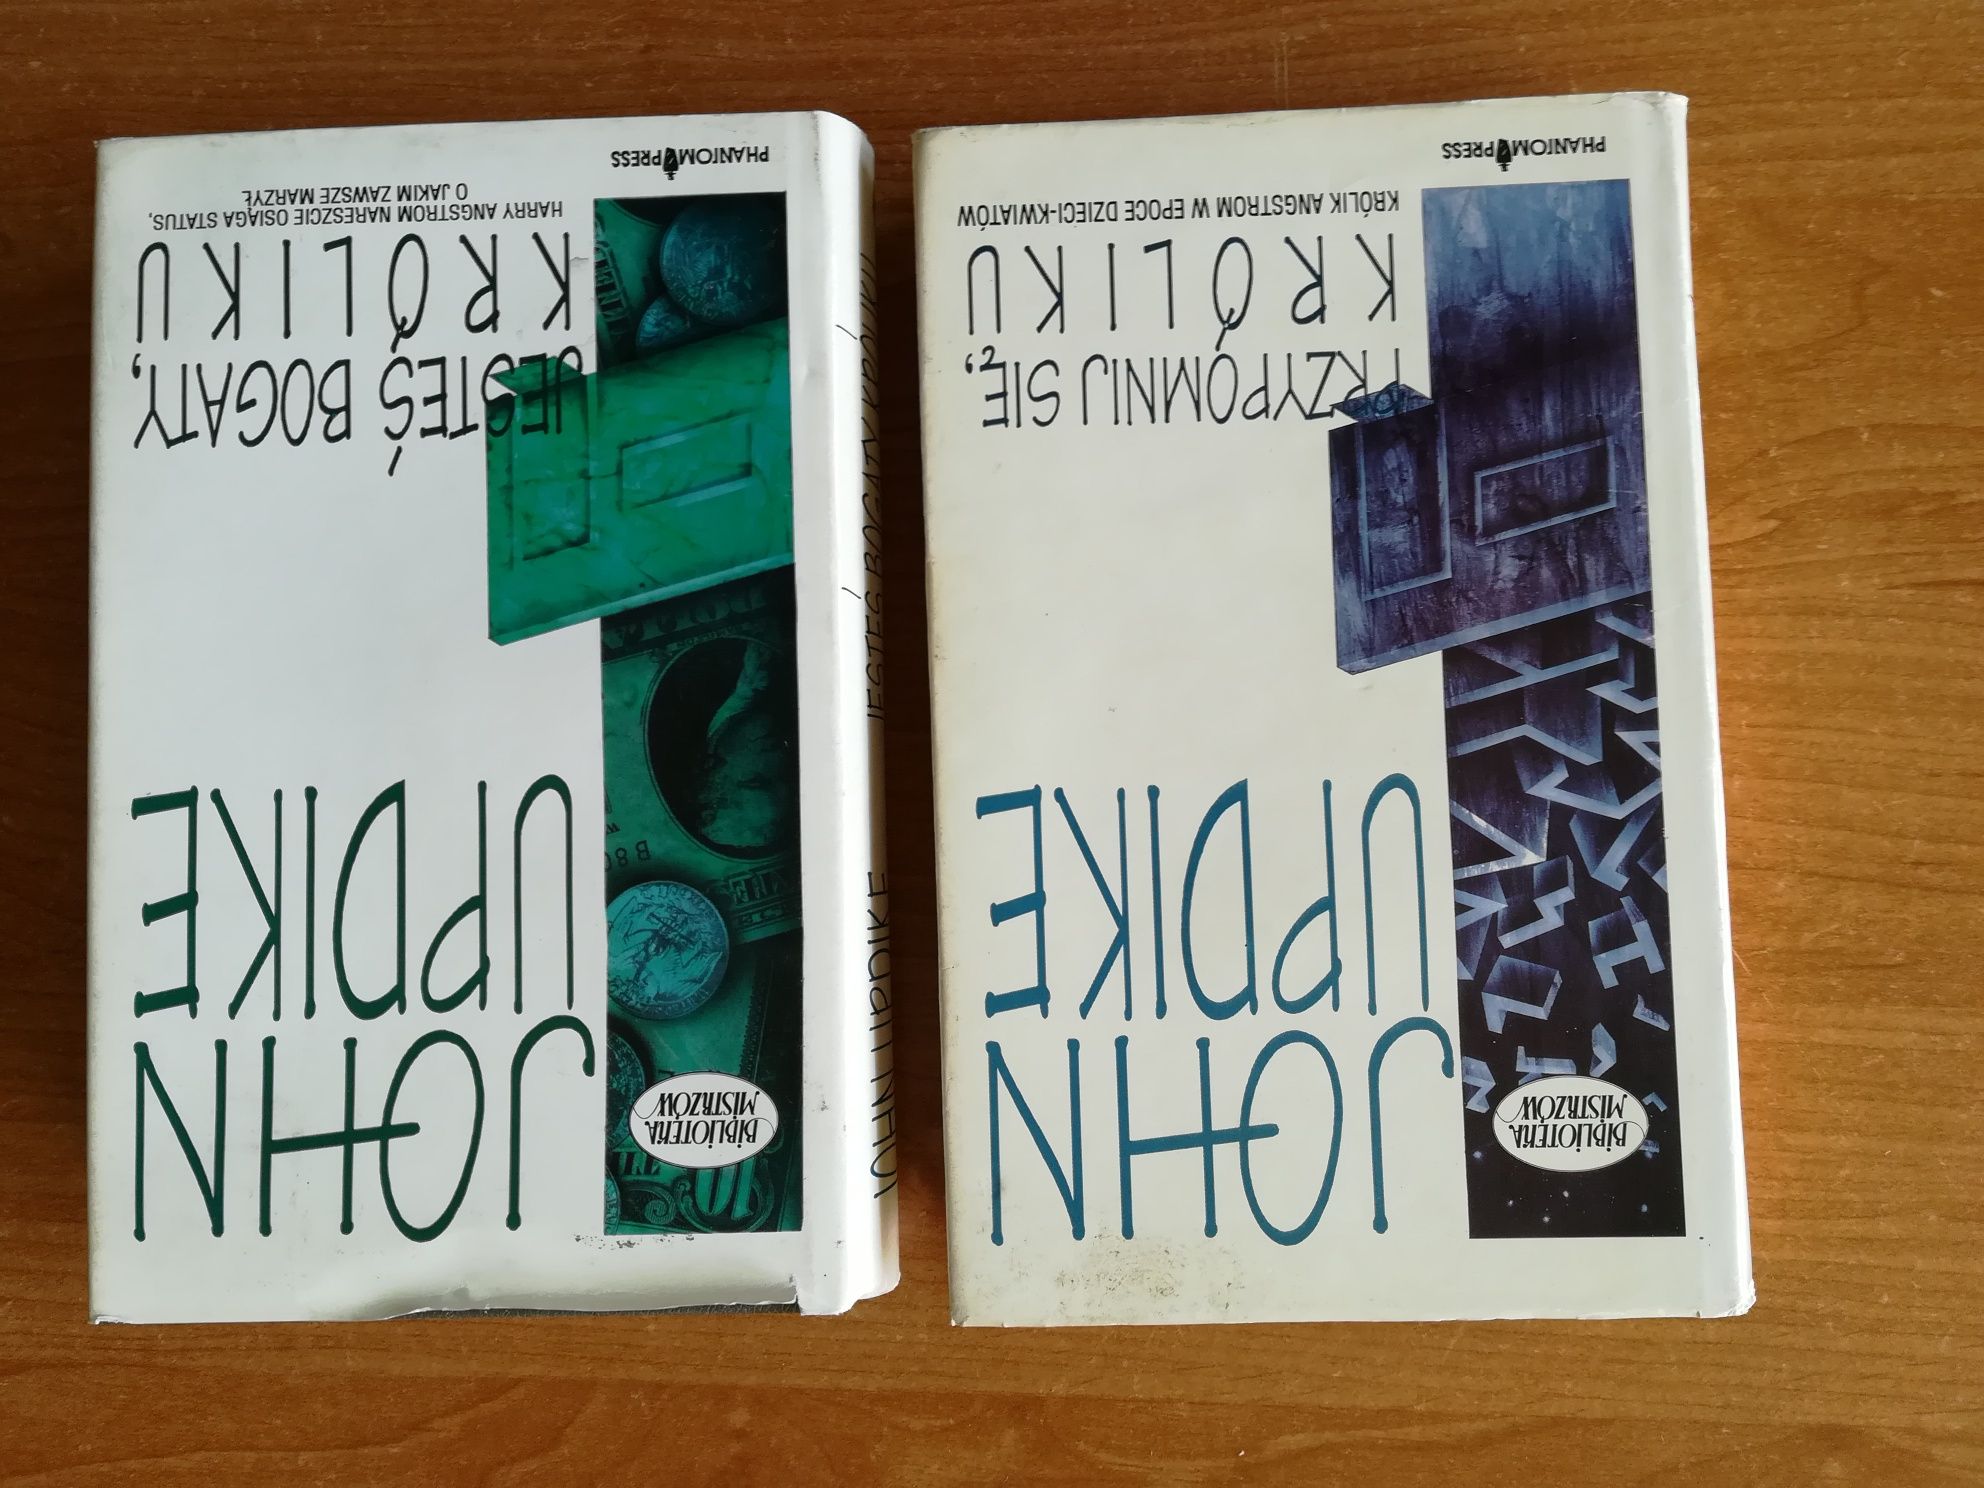 BIBLIOTEKA
MISTRZÓW
JOHN
UPDIKE
PRZYPOMNIJ SIĘ,
KRÓLIKU
KRÓLIK ANGSTROM W EPOCE DZIECI-KWIATÓW
PHANTOM PRESS
JOHN UPDIKE JESTEŚ BOGATY, KRÓLIKU
BIBLIOTEKA
MISTRZÓW
JOHN
UPDIKE
JESTEŚ BOGATY,
KRÓLIKU
HARRY ANGSTROM NARESZCIE OSIĄGA STATUS,
O JAKIM ZAWSZE MARZYŁ
PHANTOM PRESS
10